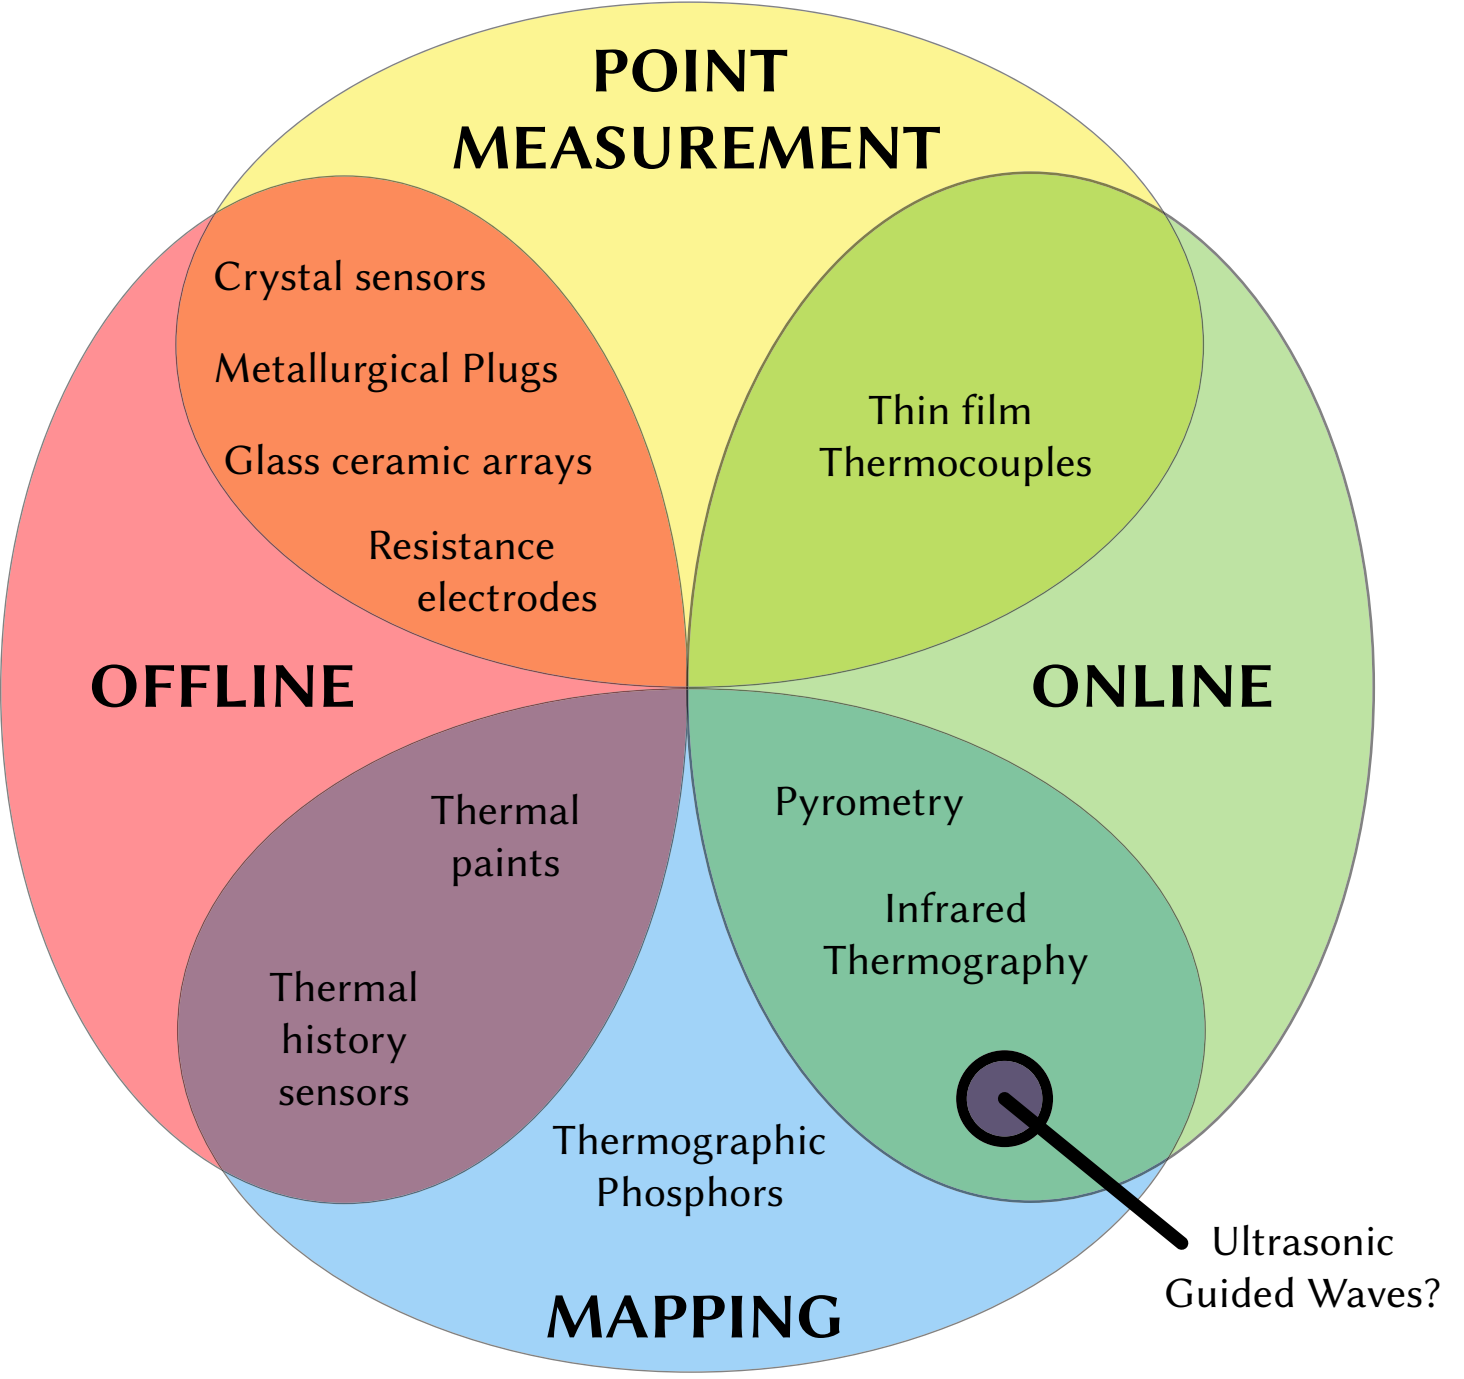 POINT
MEASUREMENT
Crystal sensors
Metallurgical Plugs
Glass ceramic arrays
Resistance
electrodes
Thin film
Thermocouples
OFFLINE
ONLINE
Thermal
paints
Thermal
history
sensors
Pyrometry
Infrared
Thermography
Thermographic
Phosphors
MAPPING
Ultrasonic
Guided Waves?